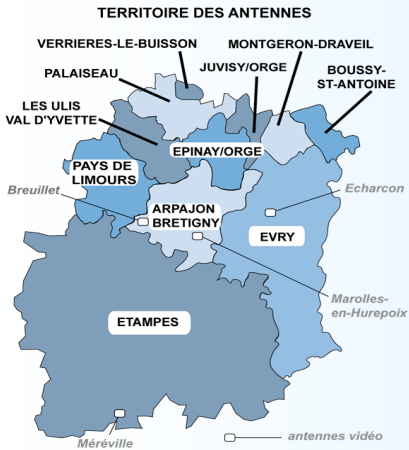 TERRITOIRE DES ANTENNES
VERRIERES-LE-BUISSON
MONTGERON-DRAVEIL
PALAISEAU
JUVISY/ORGE
BOUSSY-
ST-ANTOINE
LES ULIS
VAL D'YVETTE
EPINAY/ORGE
PAYS DE
LIMOURS
Breuillet
Echarcon
ARPAJON
BRETIGNY
EVRY
Marolles-
en-Hurepoix
ETAMPES
Méréville
antennes vidéo